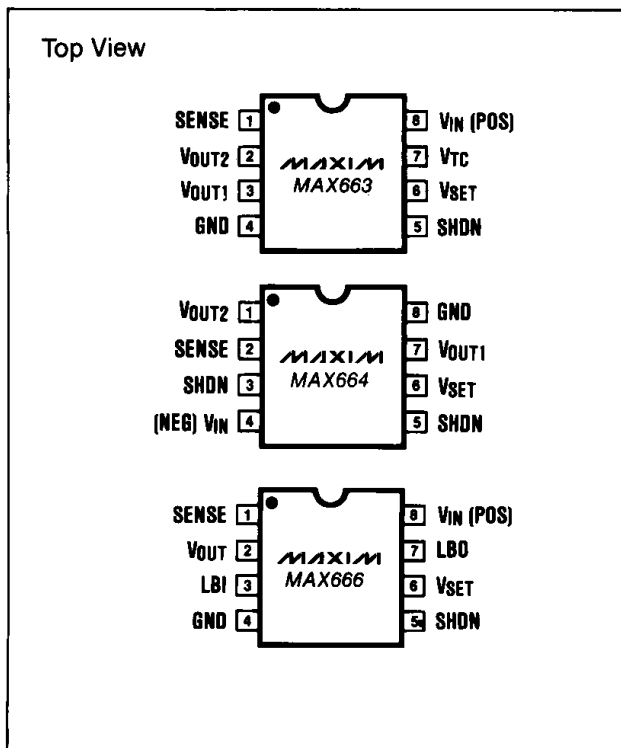 Top View
SENSE 1 8 VIN (POS)
VOUT2 2 MAXIM 7 VTC
VOUT1 3 MAX663 6 VSET
GND 4 5 SHDN
VOUT2 1 8 GND
SENSE 2 MAXIM 7 VOUT1
SHDN 3 MAX664 6 VSET
(NEG) VIN 4 5 SHDN
SENSE 1 8 VIN (POS)
VOUT 2 MAXIM 7 LBO
LBI 3 MAX666 6 VSET
GND 4 5 SHDN